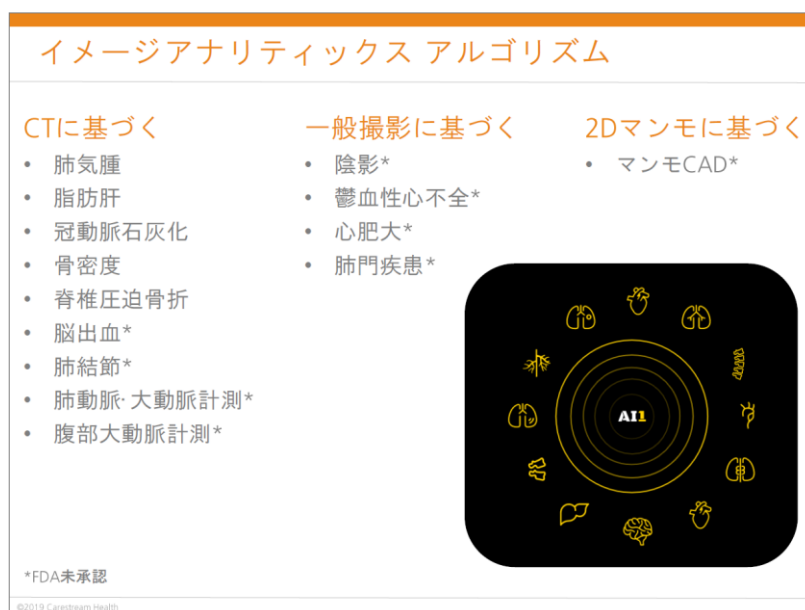 イメージアナリティックス アルゴリズム
CTに基づく
• 肺気腫
• 脂肪肝
• 冠動脈石灰化
• 骨密度
• 脊椎圧迫骨折
• 脳出血*
• 肺結節*
• 肺動脈･大動脈計測*
• 腹部大動脈計測*
一般撮影に基づく
• 陰影*
• 鬱血性心不全*
• 心肥大*
• 肺門疾患*
2Dマンモに基づく
• マンモCAD*
AI1
*FDA未承認
©2019 Carestream Health